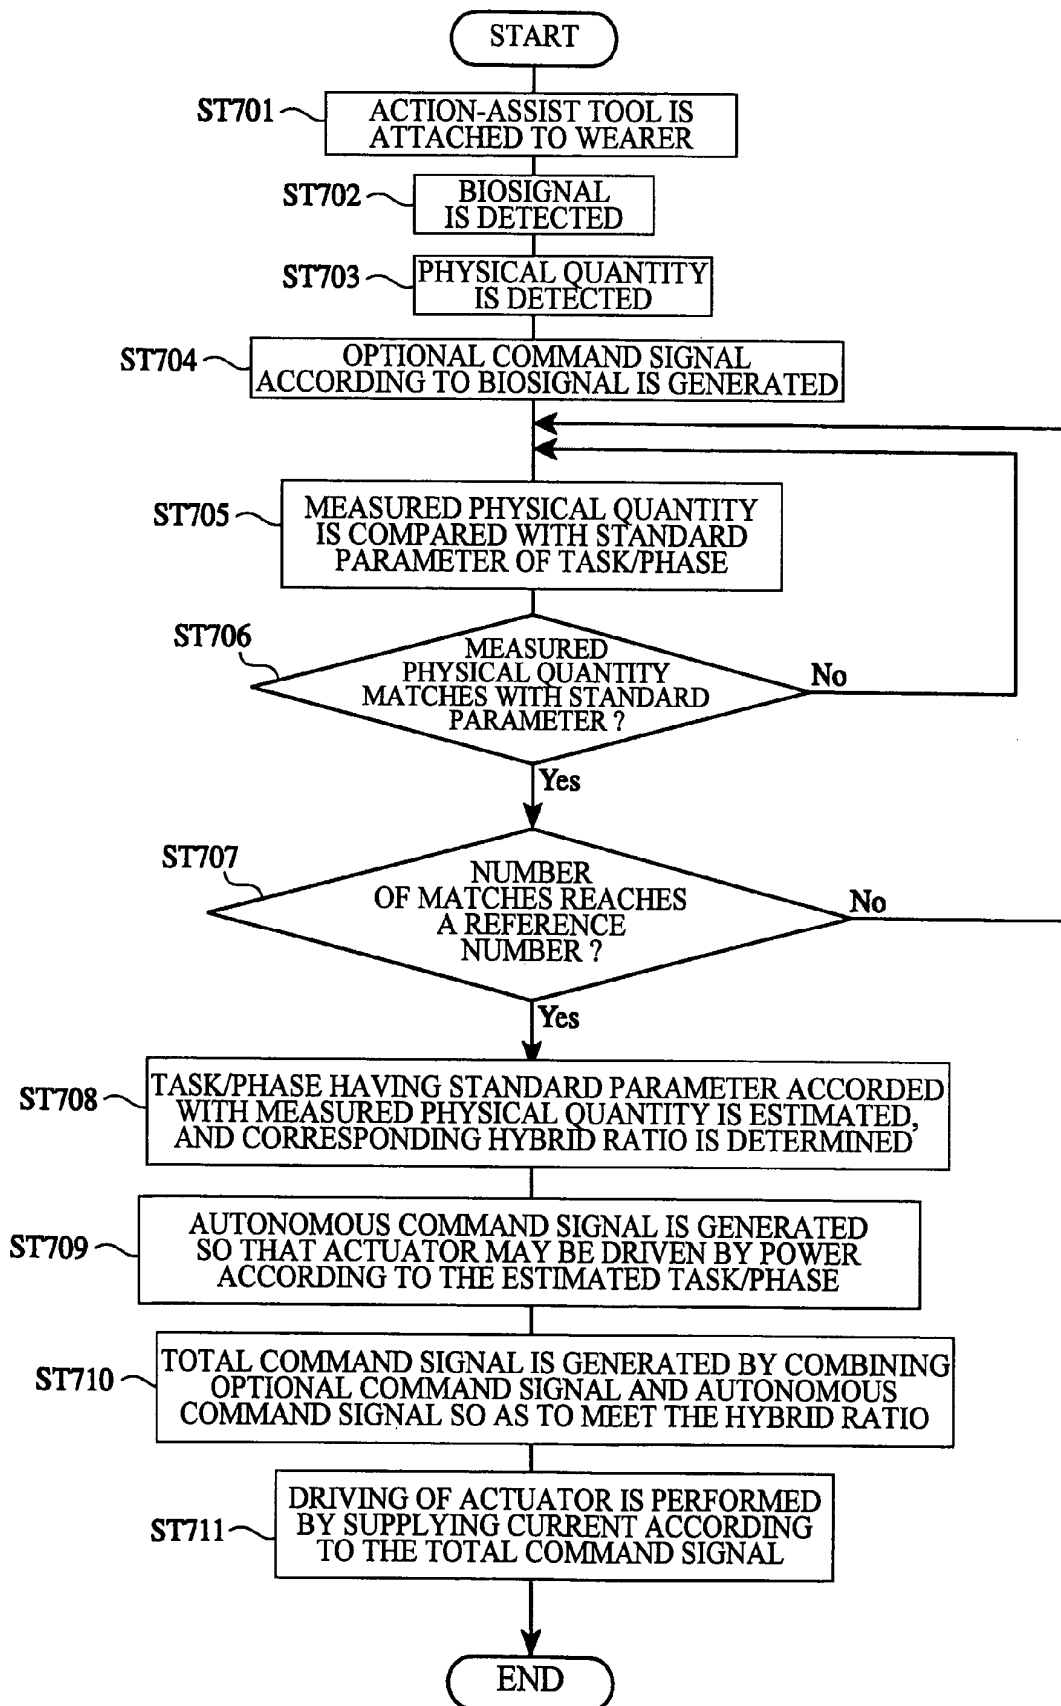 START
ST701
ACTION-ASSIST TOOL IS
ATTACHED TO WEARER
ST702
BIOSIGNAL
IS DETECTED
ST703
PHYSICAL QUANTITY
IS DETECTED
ST704
OPTIONAL COMMAND SIGNAL
ACCORDING TO BIOSIGNAL IS GENERATED
ST705
MEASURED PHYSICAL QUANTITY
IS COMPARED WITH STANDARD
PARAMETER OF TASK/PHASE
ST706
MEASURED
PHYSICAL QUANTITY
MATCHES WITH STANDARD
PARAMETER ?
No
Yes
ST707
NUMBER
OF MATCHES REACHES
A REFERENCE
NUMBER ?
No
Yes
ST708
TASK/PHASE HAVING STANDARD PARAMETER ACCORDED
WITH MEASURED PHYSICAL QUANTITY IS ESTIMATED,
AND CORRESPONDING HYBRID RATIO IS DETERMINED
ST709
AUTONOMOUS COMMAND SIGNAL IS GENERATED
SO THAT ACTUATOR MAY BE DRIVEN BY POWER
ACCORDING TO THE ESTIMATED TASK/PHASE
ST710
TOTAL COMMAND SIGNAL IS GENERATED BY COMBINING
OPTIONAL COMMAND SIGNAL AND AUTONOMOUS
COMMAND SIGNAL SO AS TO MEET THE HYBRID RATIO
ST711
DRIVING OF ACTUATOR IS PERFORMED
BY SUPPLYING CURRENT ACCORDING
TO THE TOTAL COMMAND SIGNAL
END